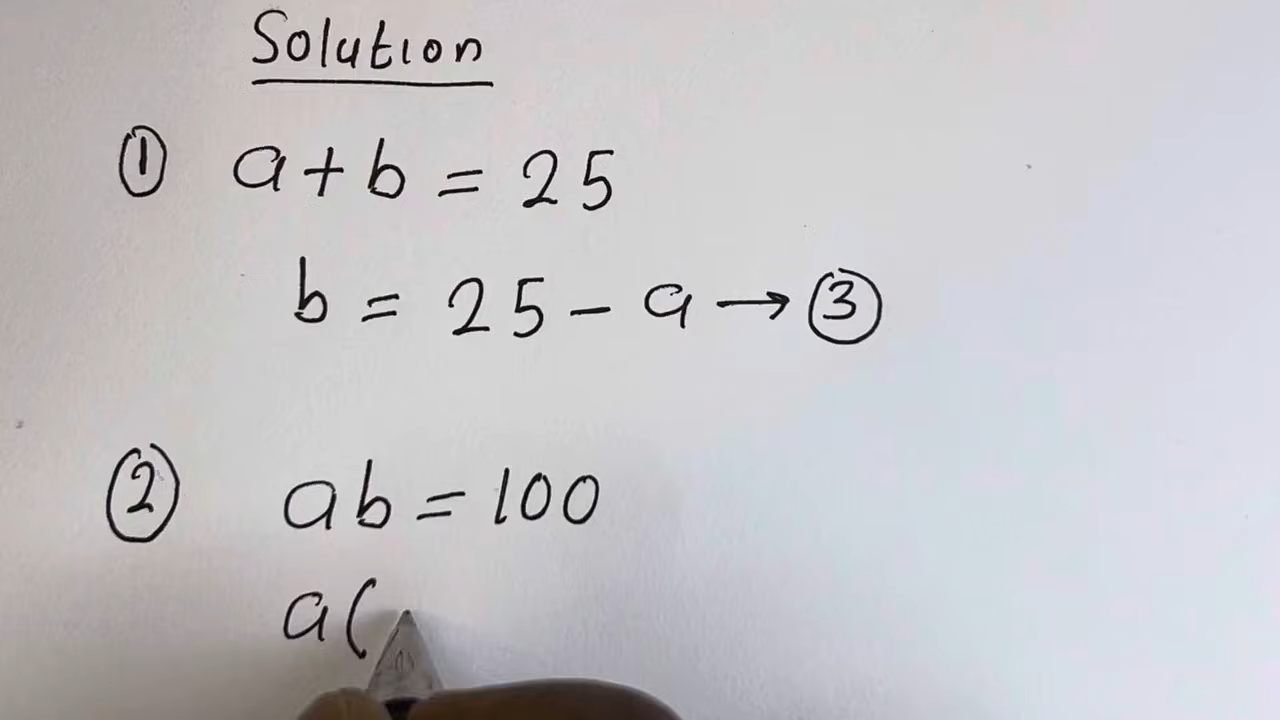 Solution
① a + b = 25
b = 25 - a → ③
② ab = 100
a(